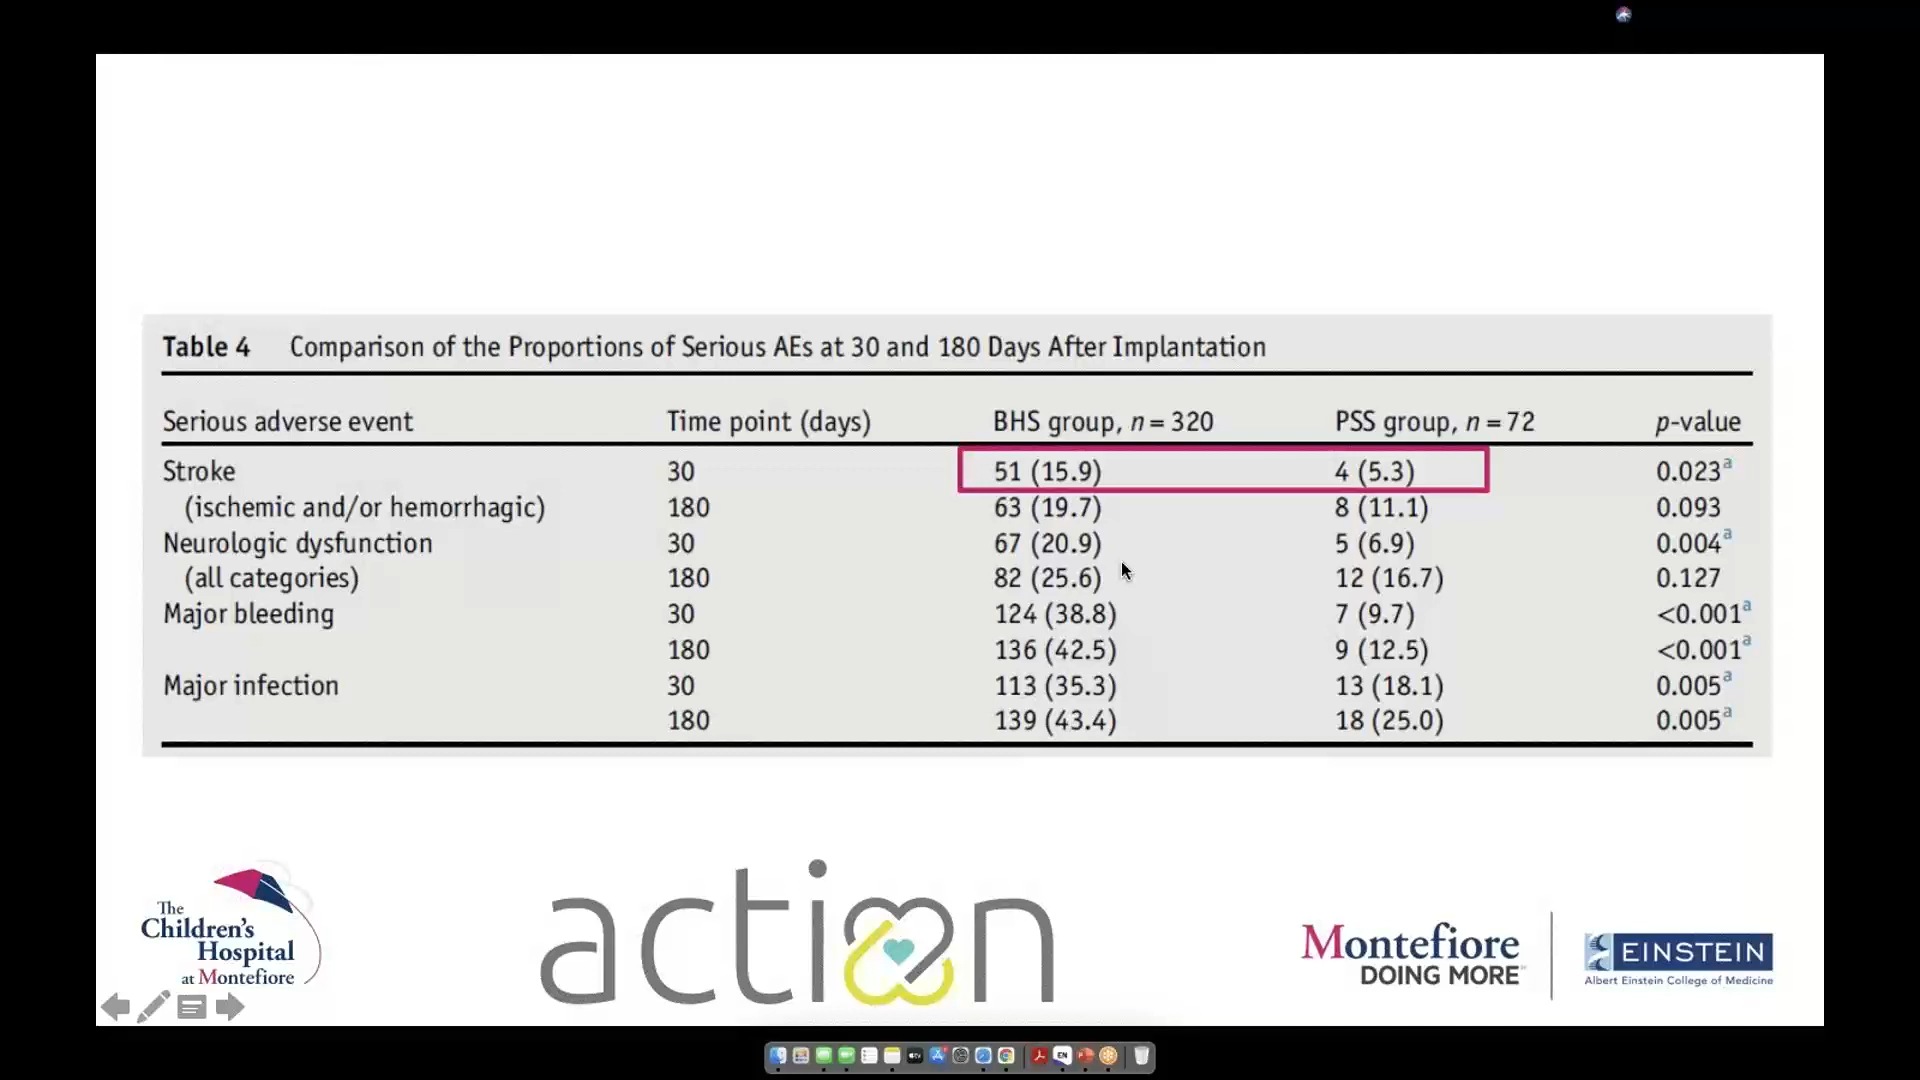 Table 4 Comparison of the Proportions of Serious AEs at 30 and 180 Days After Implantation
Serious adverse event Time point (days) BHS group, n = 320 PSS group, n = 72 p-value
Stroke 30 51 (15.9) 4 (5.3) 0.023a
(ischemic and/or hemorrhagic) 180 63 (19.7) 8 (11.1) 0.093
Neurologic dysfunction 30 67 (20.9) 5 (6.9) 0.004a
(all categories) 180 82 (25.6) 12 (16.7) 0.127
Major bleeding 30 124 (38.8) 7 (9.7) <0.001a
180 136 (42.5) 9 (12.5) <0.001a
Major infection 30 113 (35.3) 13 (18.1) 0.005a
180 139 (43.4) 18 (25.0) 0.005a
The
Children's
Hospital
at Montefiore
action
Montefiore
DOING MORE
EINSTEIN
Albert Einstein College of Medicine
EN